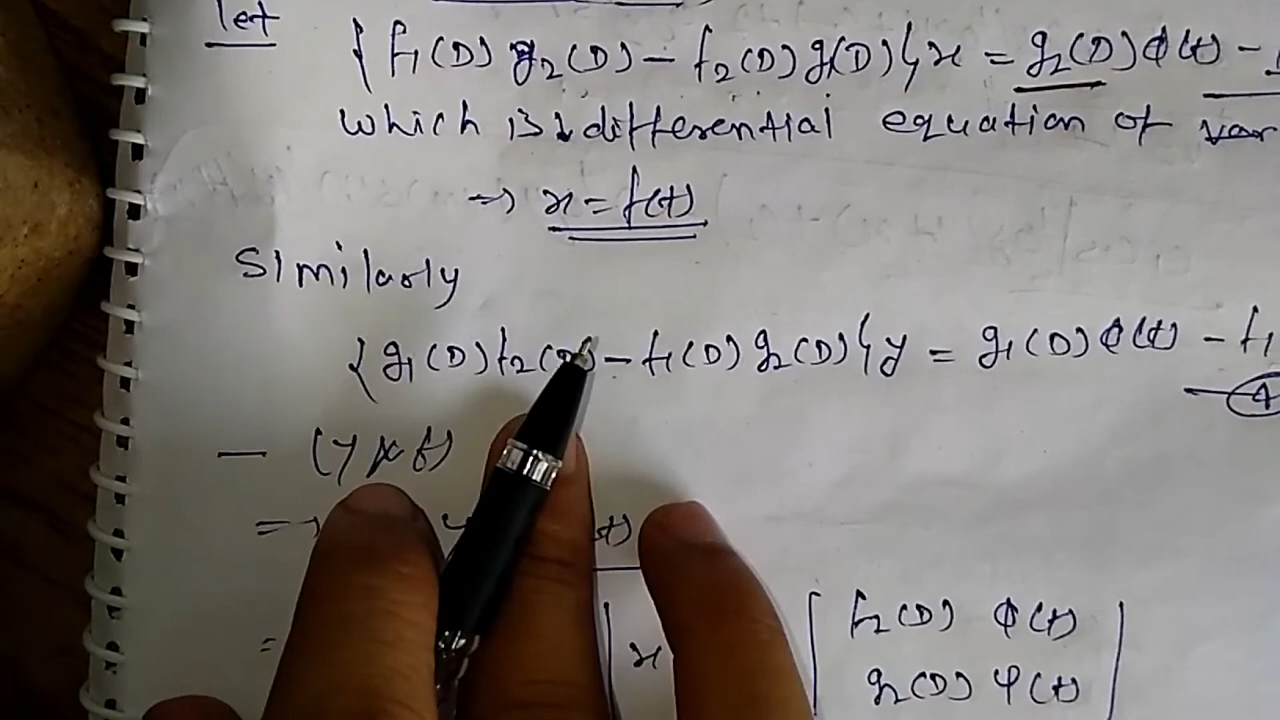 let
{f₁(D) g₂(D) − f₂(D) g(D)}x = g₂(D) ϕ(t) −
which is differential equation of var
⇒ x = f(t)
Similarly
{g₁(D) f₂(D) − f₁(D) g₂(D)}y = g₁(D) ϕ(t) − f₁
4
− (y x t)
⇒ t)
= | x | f₂(D) ϕ(t) |
g₂(D) ψ(t)